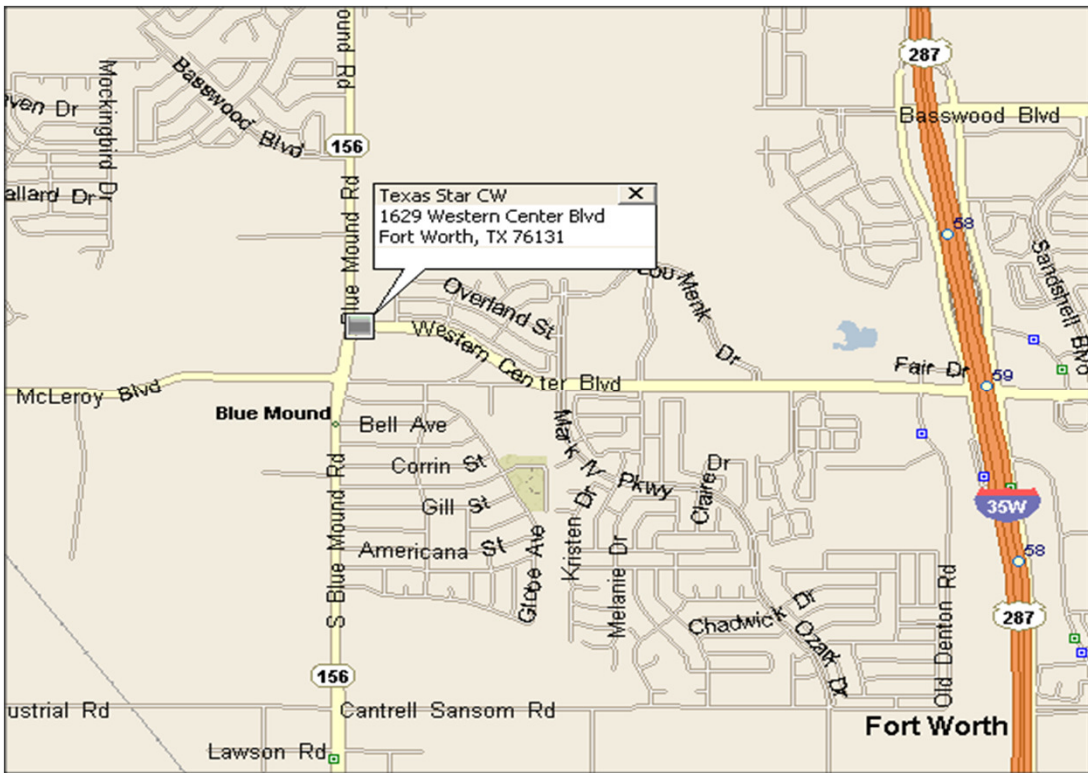 287
ound Rd
Basswood Blvd
Mockingbird Dr
ven Dr
156
Basswood Blvd
allard Dr
Texas Star CW
1629 Western Center Blvd
Fort Worth, TX 76131
Blue Mound Rd
58
Sandshell Blv
Overland St
Lou Menk Dr
Western Center Blvd
Fair Dr
59
McLeroy Blvd
Blue Mound
Bell Ave
Mark IV Pkwy
Corrin St
Claire Dr
Gill St
Kristen Dr
35W
S Blue Mound Rd
Americana St
58
Melanie Dr
Old Denton Rd
Chadwick Dr
287
Ozark Dr
156
ustrial Rd
Cantrell Sansom Rd
Fort Worth
Lawson Rd